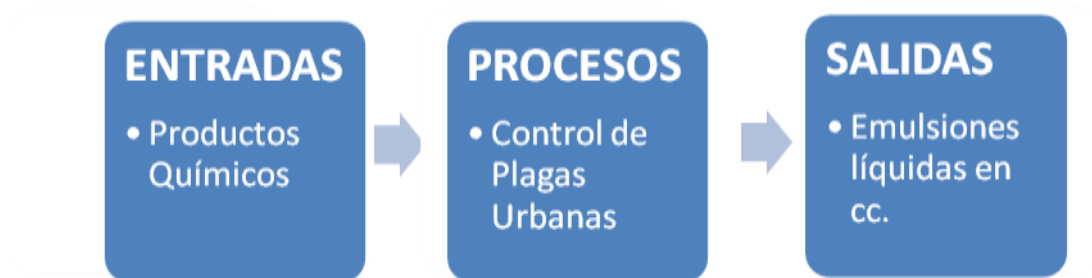 ENTRADAS
• Productos
Químicos
PROCESOS
• Control de
Plagas
Urbanas
SALIDAS
• Emulsiones
líquidas en
cc.